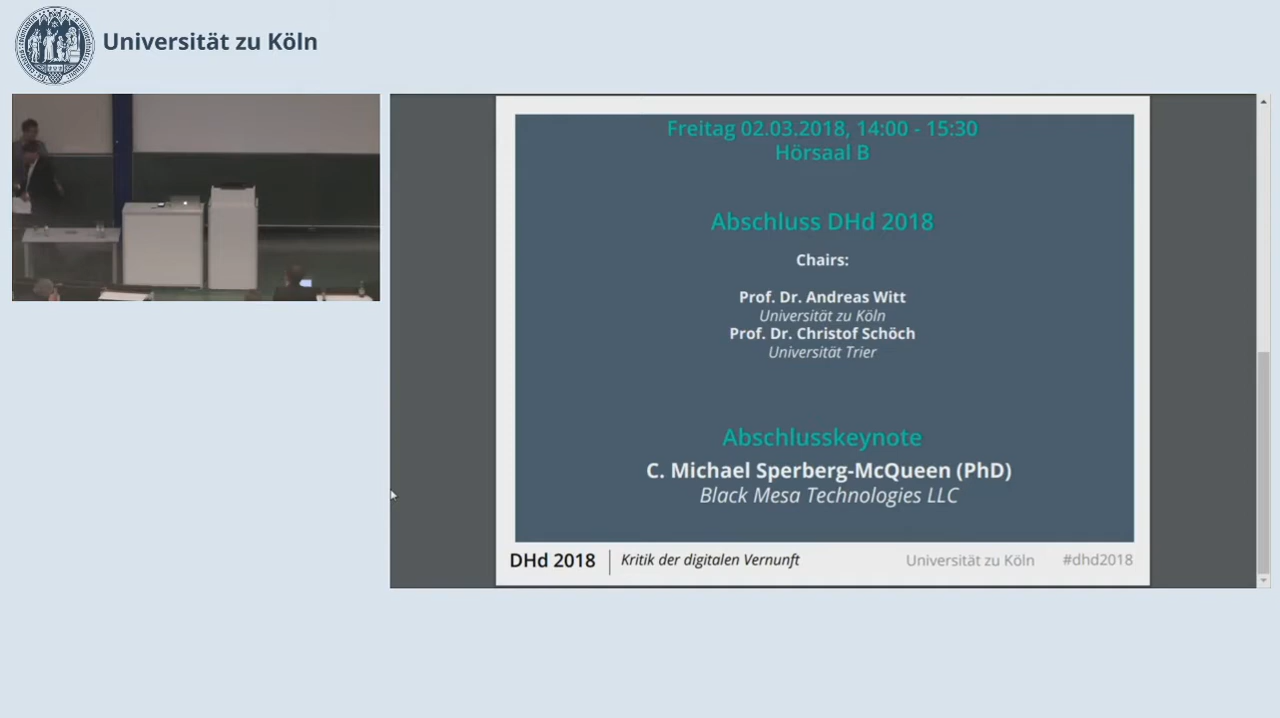 Universität zu Köln
Freitag 02.03.2018, 14:00 - 15:30
Hörsaal B
Abschluss DHd 2018
Chairs:
Prof. Dr. Andreas Witt
Universität zu Köln
Prof. Dr. Christof Schöch
Universität Trier
Abschlusskeynote
C. Michael Sperberg-McQueen (PhD)
Black Mesa Technologies LLC
DHd 2018 Kritik der digitalen Vernunft Universität zu Köln #dhd2018